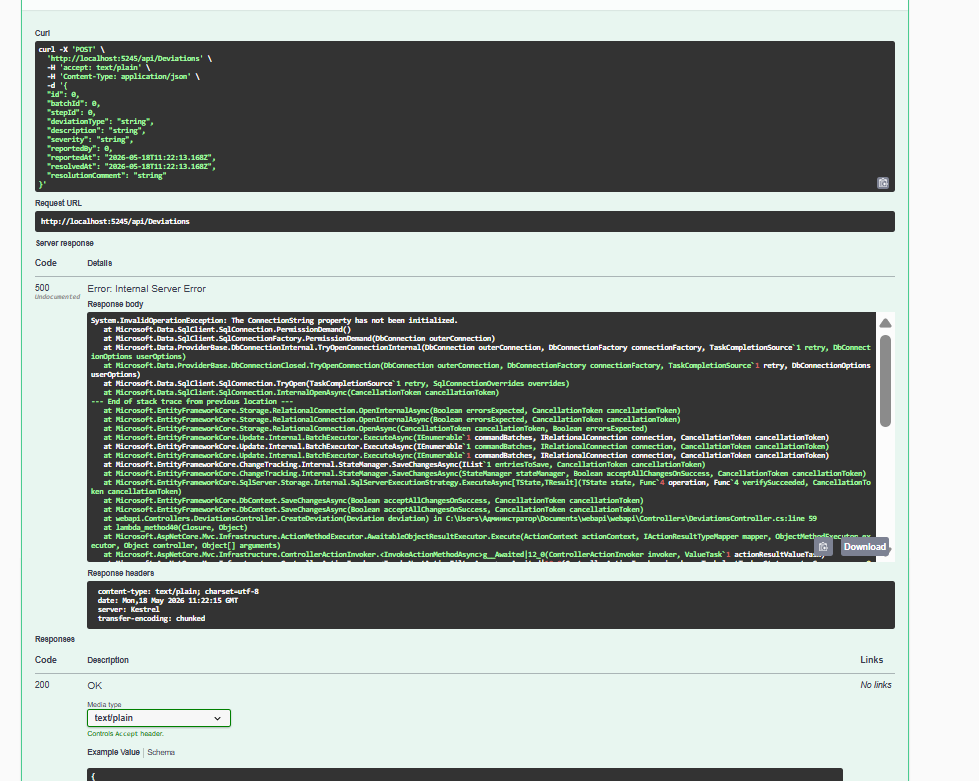 Curl
curl -X 'POST' \
'http://localhost:5245/api/Deviations' \
-H 'accept: text/plain' \
-H 'Content-Type: application/json' \
-d '{
"id": 0,
"batchId": 0,
"stepId": 0,
"deviationType": "string",
"description": "string",
"severity": "string",
"reportedBy": 0,
"reportedAt": "2026-05-18T11:22:13.168Z",
"resolvedAt": "2026-05-18T11:22:13.168Z",
"resolutionComment": "string"
}'
Request URL
http://localhost:5245/api/Deviations
Server response
Code Details
500 Error: Internal Server Error
Undocumented
Response body
System.InvalidOperationException: The ConnectionString property has not been initialized.
at Microsoft.Data.SqlClient.SqlConnection.PermissionDemand()
at Microsoft.Data.SqlClient.SqlConnectionFactory.PermissionDemand(DbConnection outerConnection)
at Microsoft.Data.ProviderBase.DbConnectionInternal.TryOpenConnectionInternal(DbConnection outerConnection, DbConnectionFactory connectionFactory, TaskCompletionSource`1 retry, DbConnect
ionOptions userOptions)
at Microsoft.Data.ProviderBase.DbConnectionClosed.TryOpenConnection(DbConnection outerConnection, DbConnectionFactory connectionFactory, TaskCompletionSource`1 retry, DbConnectionOptions
userOptions)
at Microsoft.Data.SqlClient.SqlConnection.TryOpen(TaskCompletionSource`1 retry, SqlConnectionOverrides overrides)
at Microsoft.Data.SqlClient.SqlConnection.InternalOpenAsync(CancellationToken cancellationToken)
--- End of stack trace from previous location ---
at Microsoft.EntityFrameworkCore.Storage.RelationalConnection.OpenInternalAsync(Boolean errorsExpected, CancellationToken cancellationToken)
at Microsoft.EntityFrameworkCore.Storage.RelationalConnection.OpenInternalAsync(Boolean errorsExpected, CancellationToken cancellationToken)
at Microsoft.EntityFrameworkCore.Storage.RelationalConnection.OpenAsync(CancellationToken cancellationToken, Boolean errorsExpected)
at Microsoft.EntityFrameworkCore.Update.Internal.BatchExecutor.ExecuteAsync(IEnumerable`1 commandBatches, IRelationalConnection connection, CancellationToken cancellationToken)
at Microsoft.EntityFrameworkCore.Update.Internal.BatchExecutor.ExecuteAsync(IEnumerable`1 commandBatches, IRelationalConnection connection, CancellationToken cancellationToken)
at Microsoft.EntityFrameworkCore.Update.Internal.BatchExecutor.ExecuteAsync(IEnumerable`1 commandBatches, IRelationalConnection connection, CancellationToken cancellationToken)
at Microsoft.EntityFrameworkCore.ChangeTracking.Internal.StateManager.SaveChangesAsync(IList`1 entriesToSave, CancellationToken cancellationToken)
at Microsoft.EntityFrameworkCore.ChangeTracking.Internal.StateManager.SaveChangesAsync(StateManager stateManager, Boolean acceptAllChangesOnSuccess, CancellationToken cancellationToken)
at Microsoft.EntityFrameworkCore.SqlServer.Storage.Internal.SqlServerExecutionStrategy.ExecuteAsync[TState,TResult](TState state, Func`4 operation, Func`4 verifySucceeded, CancellationTo
ken cancellationToken)
at Microsoft.EntityFrameworkCore.DbContext.SaveChangesAsync(Boolean acceptAllChangesOnSuccess, CancellationToken cancellationToken)
at Microsoft.EntityFrameworkCore.DbContext.SaveChangesAsync(Boolean acceptAllChangesOnSuccess, CancellationToken cancellationToken)
at webapi.Controllers.DeviationsController.CreateDeviation(Deviation deviation) in C:\Users\Администратор\Documents\webapi\webapi\Controllers\DeviationsController.cs:line 59
at lambda_method40(Closure, Object)
at Microsoft.AspNetCore.Mvc.Infrastructure.ActionMethodExecutor.AwaitableObjectResultExecutor.Execute(ActionContext actionContext, IActionResultTypeMapper mapper, ObjectMethodExecutor ex
ecutor, Object controller, Object[] arguments)
at Microsoft.AspNetCore.Mvc.Infrastructure.ControllerActionInvoker.<InvokeActionMethodAsync>g__Awaited|12_0(ControllerActionInvoker invoker, ValueTask`1 actionResultValueTa
Download
Response headers
content-type: text/plain; charset=utf-8
date: Mon,18 May 2026 11:22:15 GMT
server: Kestrel
transfer-encoding: chunked
Responses
Code Description Links
200 OK No links
Media type
text/plain
Controls Accept header.
Example Value Schema
{